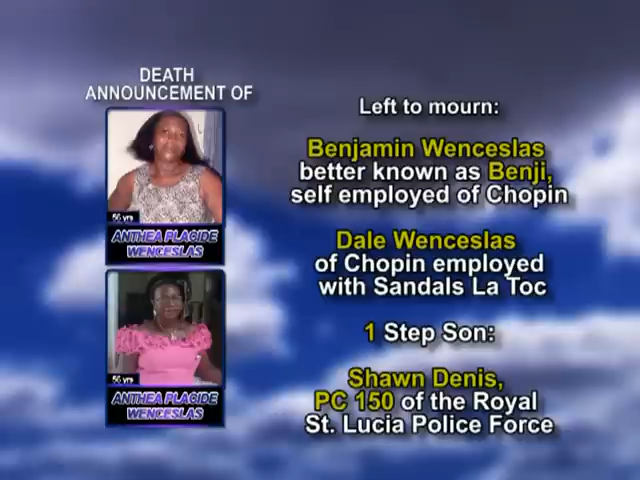 DEATH
ANNOUNCEMENT OF
56 yrs
ANTHEA PLACIDE
WENCESLAS
56 yrs
ANTHEA PLACIDE
WENCESLAS
Left to mourn:
Benjamin Wenceslas
better known as Benji,
self employed of Chopin
Dale Wenceslas
of Chopin employed
with Sandals La Toc
1 Step Son:
Shawn Denis,
PC 150 of the Royal
St. Lucia Police Force